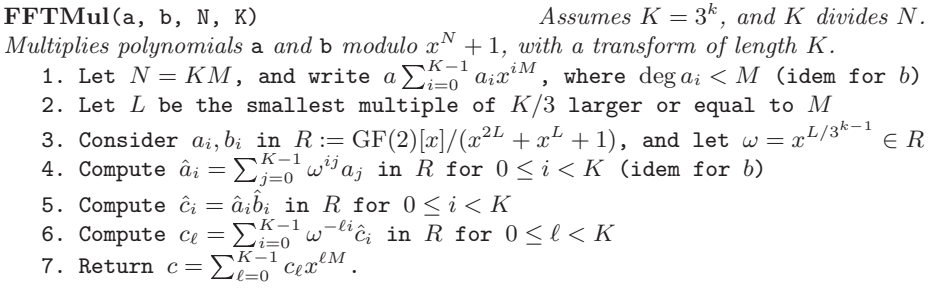 FFTMul(a, b, N, K) Assumes K = 3^k, and K divides N.
Multiplies polynomials a and b modulo x^N + 1, with a transform of length K.
1. Let N = KM, and write a∑_{i=0}^{K−1} a_i x^{iM}, where deg a_i < M (idem for b)
2. Let L be the smallest multiple of K/3 larger or equal to M
3. Consider a_i, b_i in R := GF(2)[x]/(x^{2L} + x^L + 1), and let ω = x^{L/3^{k−1}} ∈ R
4. Compute â_i = ∑_{j=0}^{K−1} ω^{ij} a_j in R for 0 ≤ i < K (idem for b)
5. Compute ĉ_i = â_i b̂_i in R for 0 ≤ i < K
6. Compute c_ℓ = ∑_{i=0}^{K−1} ω^{−ℓi} ĉ_i in R for 0 ≤ ℓ < K
7. Return c = ∑_{ℓ=0}^{K−1} c_ℓ x^{ℓM}.